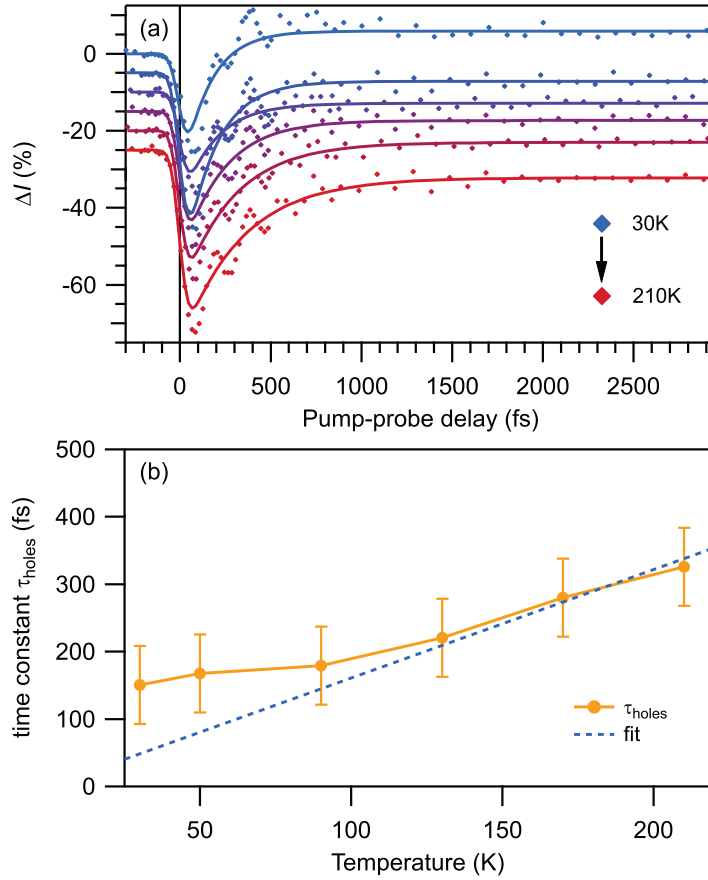 (a)
0
-20
-40
-60
ΔI (%)
30K
210K
0 500 1000 1500 2000 2500
Pump-probe delay (fs)
(b)
500
400
300
200
100
0
time constant τholes (fs)
τholes
fit
50 100 150 200
Temperature (K)